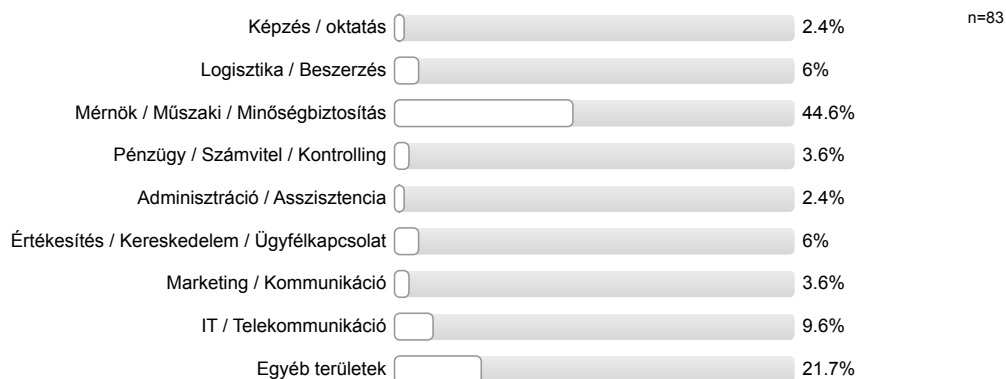 Képzés / oktatás 2.4% n=83
Logisztika / Beszerzés 6%
Mérnök / Műszaki / Minőségbiztosítás 44.6%
Pénzügy / Számvitel / Kontrolling 3.6%
Adminisztráció / Asszisztencia 2.4%
Értékesítés / Kereskedelem / Ügyfélkapcsolat 6%
Marketing / Kommunikáció 3.6%
IT / Telekommunikáció 9.6%
Egyéb területek 21.7%